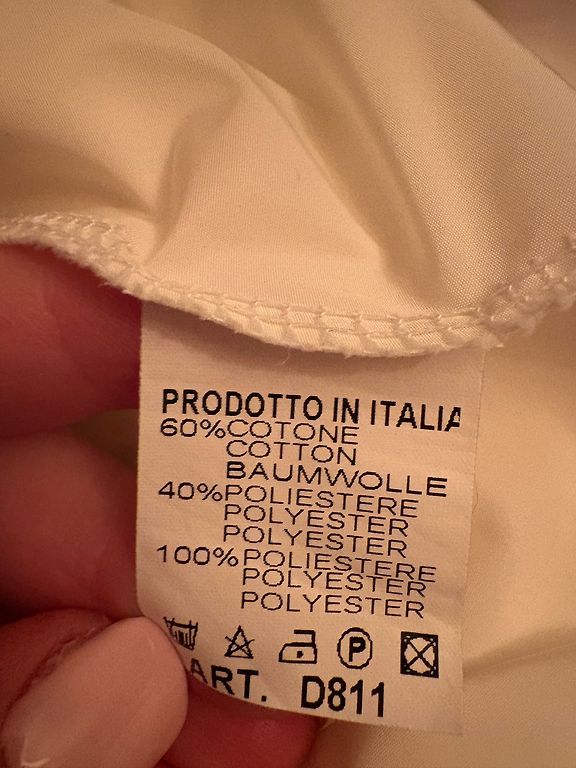 PRODOTTO IN ITALIA
60%COTONE
COTTON
BAUMWOLLE
40%POLIESTERE
POLYESTER
POLYESTER
100%POLIESTERE
POLYESTER
POLYESTER
P
ART. D811